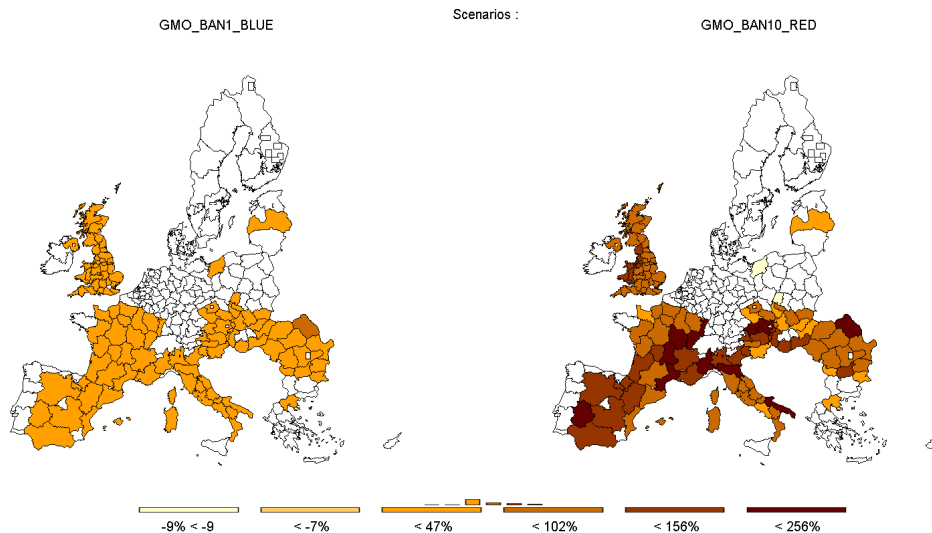 Scenarios :
GMO_BAN1_BLUE
GMO_BAN10_RED
-9% < -9
< -7%
< 47%
< 102%
< 156%
< 256%